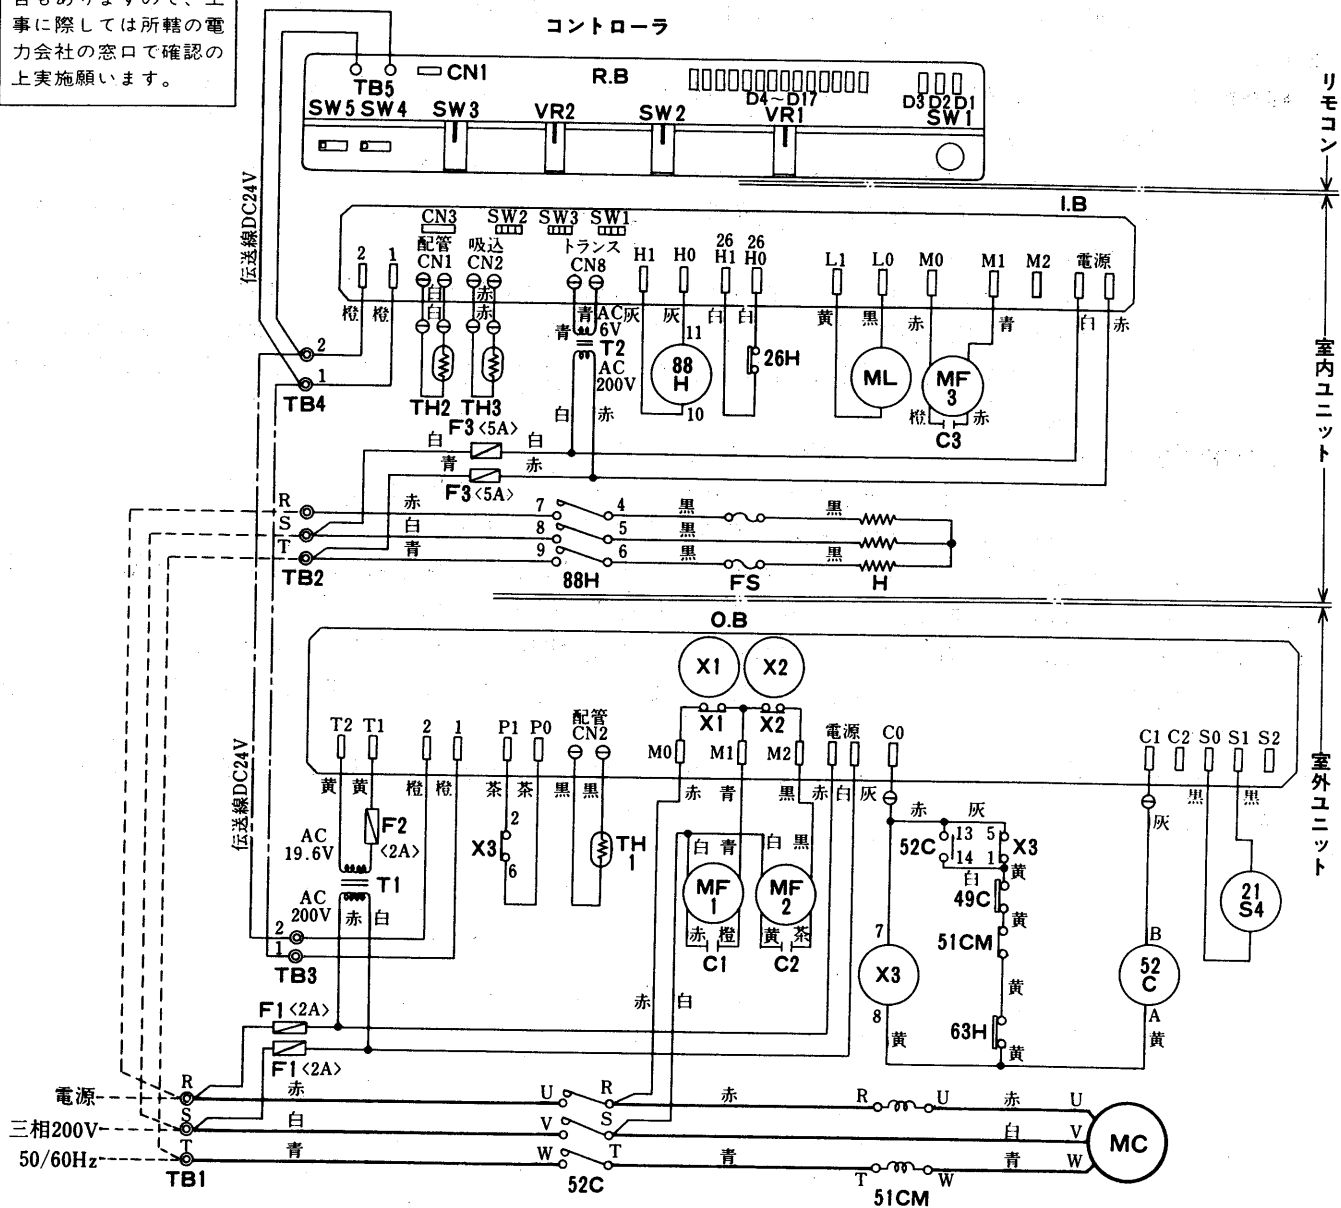 事に際しては所轄の電
力会社の窓口で確認の
上実施願います。
コントローラ
TB5 CN1 R.B
D4～D17 D3 D2 D1
SW5 SW4 SW3 VR2 SW2 VR1 SW1
リモコン
伝送線DC24V
I.B
CN3 SW2 SW3 SW1
配管 吸込 トランス
2 1 CN1 CN2 CN8 H1 H0 26 H1 26 H0 L1 L0 M0 M1 M2 電源
白 赤
白 赤
橙 橙 青 AC 6V 灰 灰 白 白 黄 黒 赤 青 白 赤
青 T2 11
2 AC 200V 88 H 26H ML MF 3
1 TH2 TH3 10 橙 赤
TB4 白 赤 C3
室内ユニット
F3<5A>
白 白
青 赤
F3<5A>
R 赤 7 4 黒 黒
S 白 8 5 黒
T 青 9 6 黒 黒
TB2 88H FS H
O.B
X1 X2
X1 X2
T2 T1 2 1 P1 P0 配管 CN2 M0 M1 M2 電源 C0 C1 C2 S0 S1 S2
伝送線DC24V
室外ユニット
黄 黄 橙 橙 茶 茶 黒 黒 赤 青 黒 赤 白 灰 黒 黒
灰
赤 灰
AC 19.6V F2 <2A> X3 2 6 TH 1 白 青 黒 52C 13 14 5 1 X3
白 黄
T1 MF 1 MF 2 49C 21 S4
AC 200V 赤 白 赤 橙 黄 茶 黄
2 C1 C2 7 51CM B
1 X3 52 C
TB3 赤 白 黄
F1<2A> 8 63H A
黄 黄 黄
F1<2A>
電源 R 赤 U R 赤 R U 赤 U
三相200V S 白 V S 白 V MC
50/60Hz T 青 W T 青 T W 青 W
TB1 52C 51CM